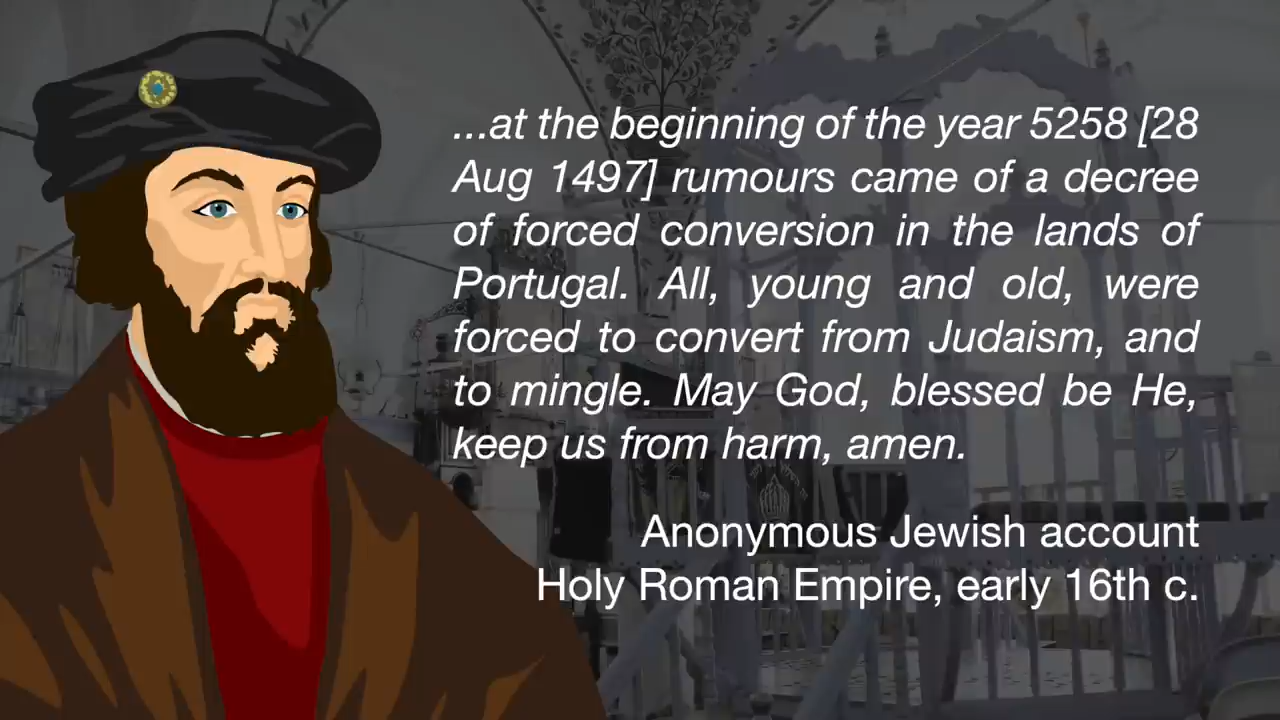 ...at the beginning of the year 5258 [28
Aug 1497] rumours came of a decree
of forced conversion in the lands of
Portugal. All, young and old, were
forced to convert from Judaism, and
to mingle. May God, blessed be He,
keep us from harm, amen.
Anonymous Jewish account
Holy Roman Empire, early 16th c.